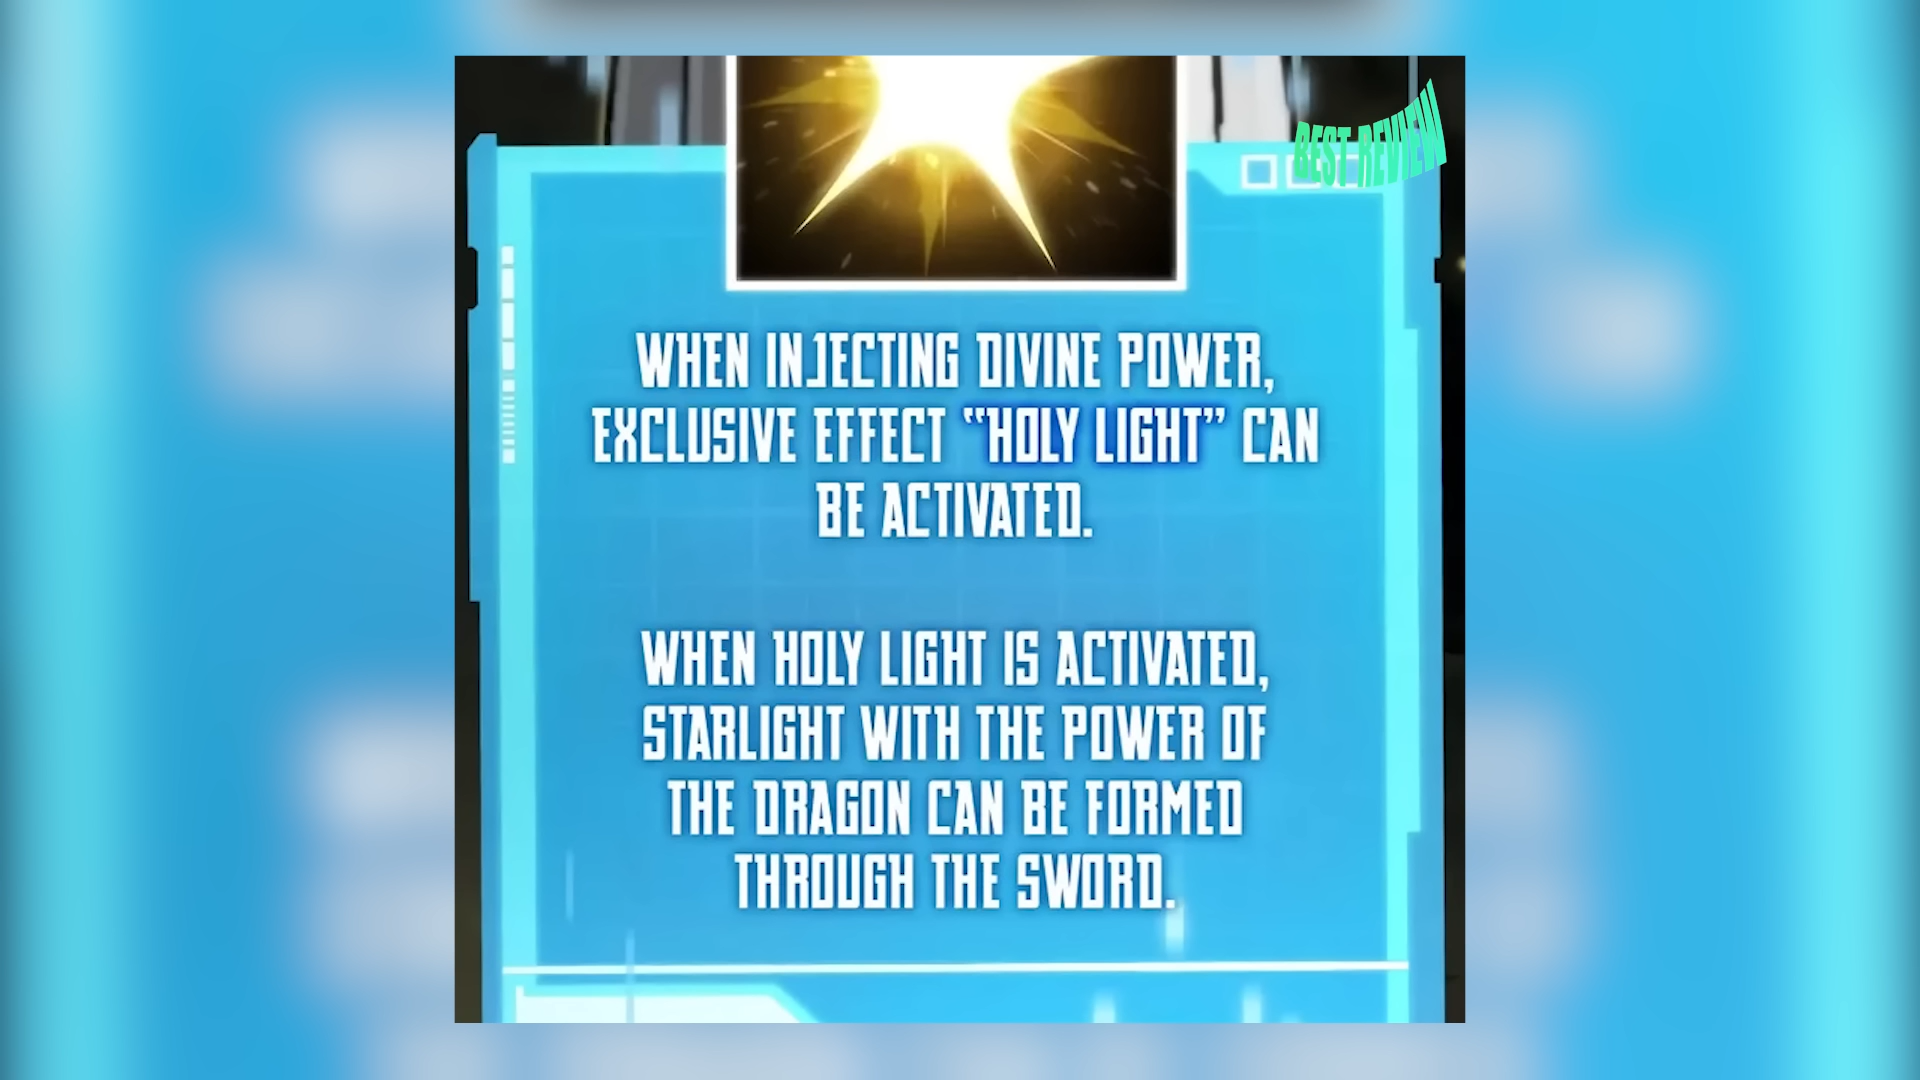 BEST REVIEW
WHEN INJECTING DIVINE POWER,
EXCLUSIVE EFFECT “HOLY LIGHT” CAN
BE ACTIVATED.
WHEN HOLY LIGHT IS ACTIVATED,
STARLIGHT WITH THE POWER OF
THE DRAGON CAN BE FORMED
THROUGH THE SWORD.